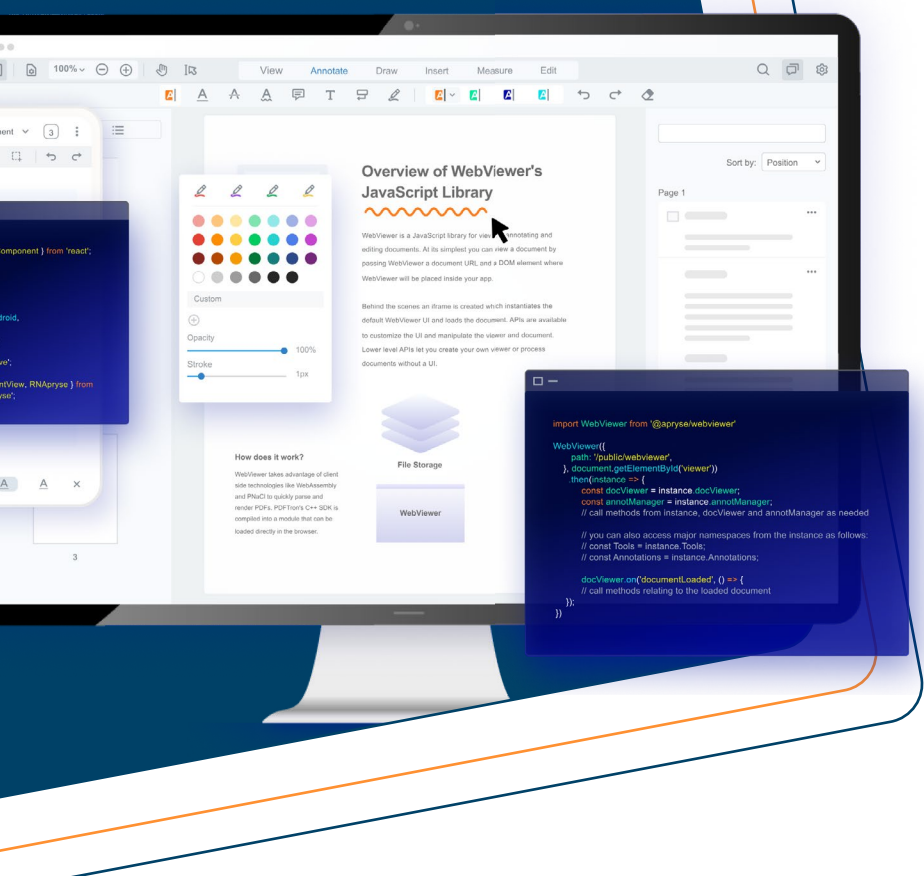 100%
View Annotate Draw Insert Measure Edit
A A A T
3
Sort by: Position
Page 1
Overview of WebViewer's
JavaScript Library
WebViewer is a JavaScript library for annotating and
editing documents. At its simplest you can view a document by
passing WebViewer a document URL and a DOM element where
WebViewer will be placed inside your app.
Behind the scenes an iframe is created which instantiates the
default WebViewer UI and loads the document. APIs are available
to customize the UI and manipulate the viewer and document.
Lower level APIs let you create your own viewer or process
documents without a UI.
Custom
Opacity
100%
Stroke
1px
} from 'react';
ntView, RNApryse } from
How does it work?
WebViewer takes advantage of client
side technologies like WebAssembly
and PNaCl to quickly parse and
render PDFs. PDFTron's C++ SDK is
compiled into a module that can be
loaded directly in the browser.
File Storage
WebViewer
A A ×
3
import WebViewer from '@apryse/webviewer'
WebViewer({
path: '/public/webviewer',
}, document.getElementById('viewer'))
.then(instance => {
const docViewer = instance.docViewer;
const annotManager = instance.annotManager;
// call methods from instance, docViewer and annotManager as needed
// you can also access major namespaces from the instance as follows:
// const Tools = instance.Tools;
// const Annotations = instance.Annotations;
docViewer.on('documentLoaded', () => {
// call methods relating to the loaded document
});
})